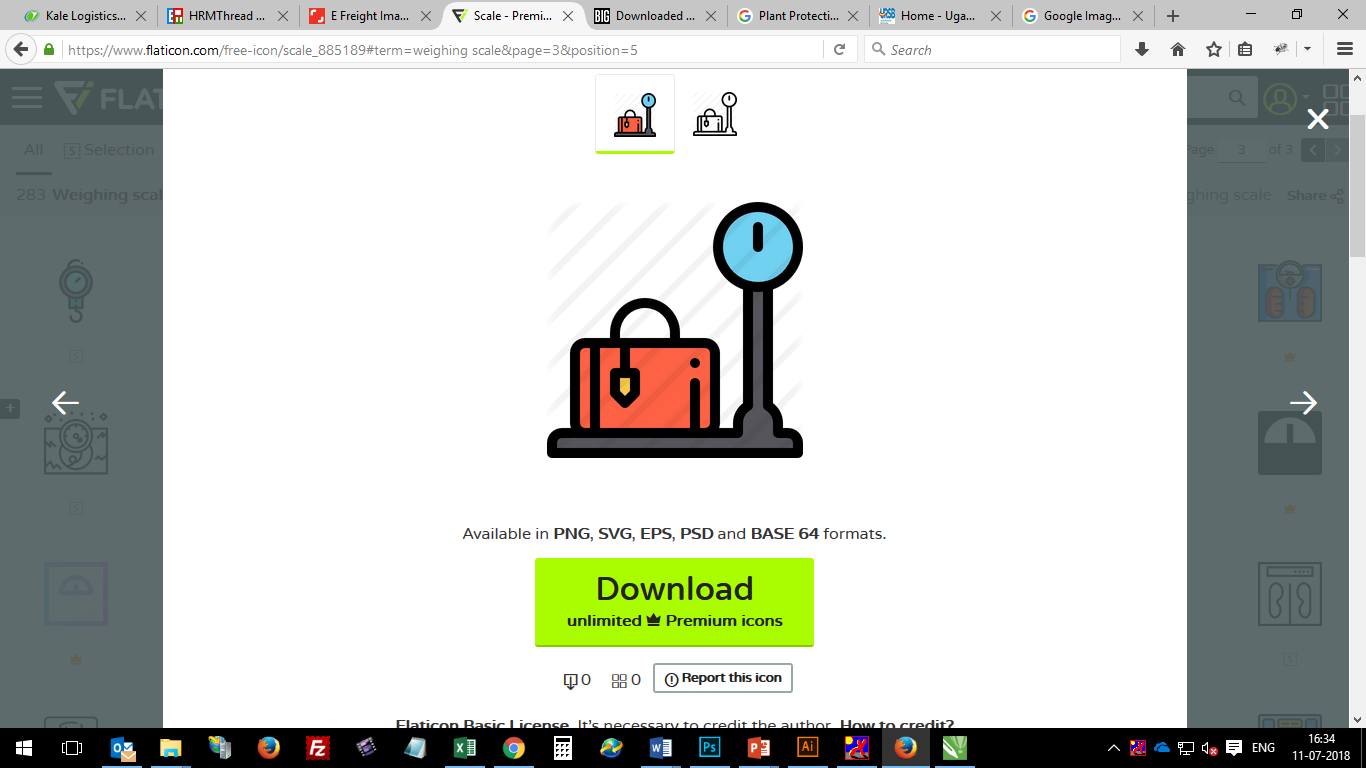 Kale Logistics...
HRMThread ...
E Freight Ima...
Scale - Premi...
BIG Downloaded ...
Plant Protecti...
Home - Uga...
Google Imag...
https://www.flaticon.com/free-icon/scale_885189#term=weighing scale&page=3&position=5
Search
FLAT
All
S Selection
Page 3 of 3
283 Weighing scal
ghing scale Share
Available in PNG, SVG, EPS, PSD and BASE 64 formats.
Download
unlimited Premium icons
0 0 Report this icon
Flaticon Basic License. It's necessary to credit the author. How to credit?
ENG
16:34
11-07-2018